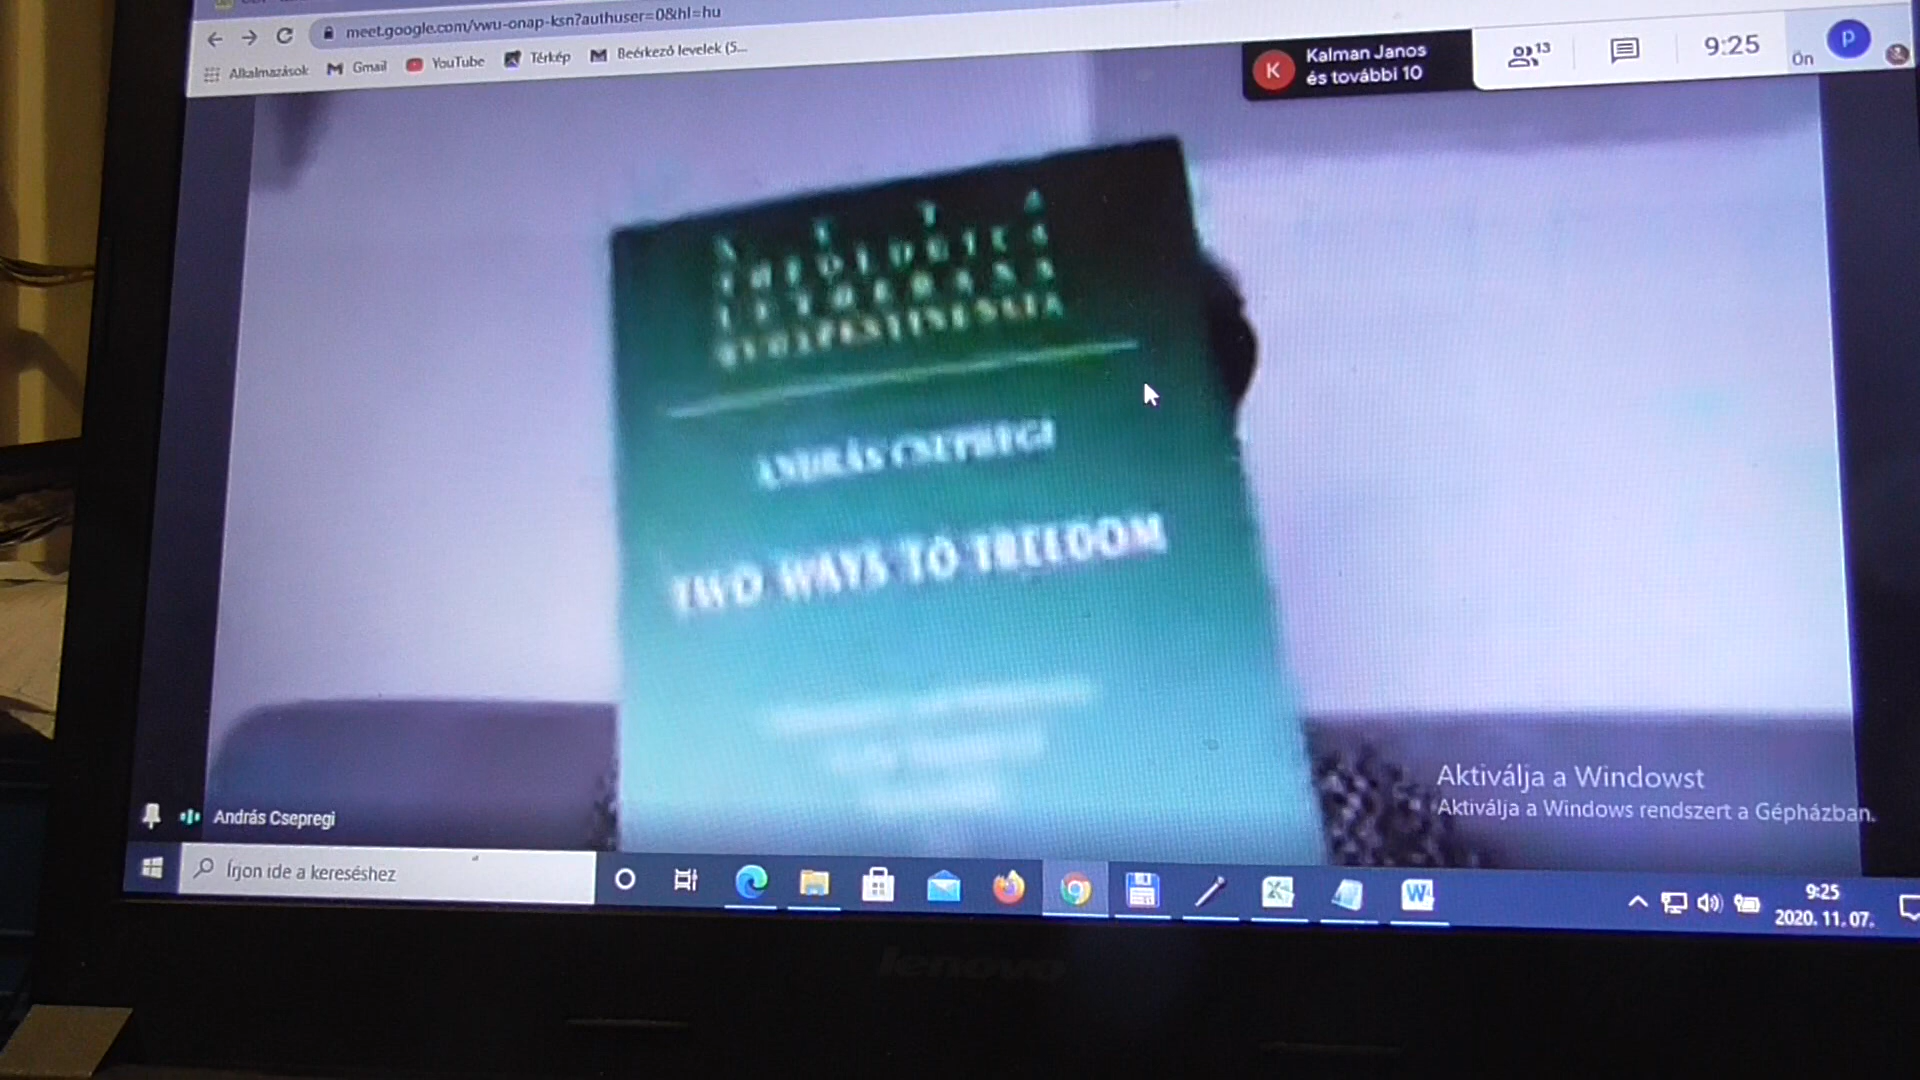 meet.google.com/vwu-onap-ksn?authuser=0&hl=hu
Alkalmazások Gmail YouTube Térkép Beérkező levelek (5...
K Kalman Janos
és további 10
13 9:25 Ön P
A C T A
T H E O L O G I C A
L U T H E R A N A
BUDAPESTINENSIA
ANDRÁS CSEPREGI
TWO WAYS TO FREEDOM
Aktiválja a Windowst
Aktiválja a Windows rendszert a Gépházban.
András Csepregi
Írjon ide a kereséshez
9:25
2020. 11. 07.
lenovo